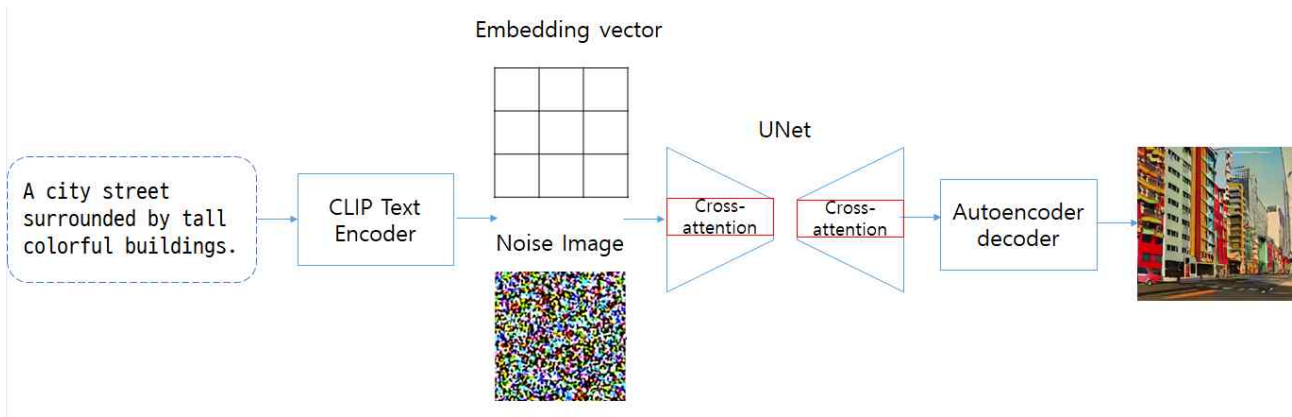 Embedding vector
UNet
A city street
surrounded by tall
colorful buildings.
CLIP Text
Encoder
Noise Image
Cross-
attention
Cross-
attention
Autoencoder
decoder